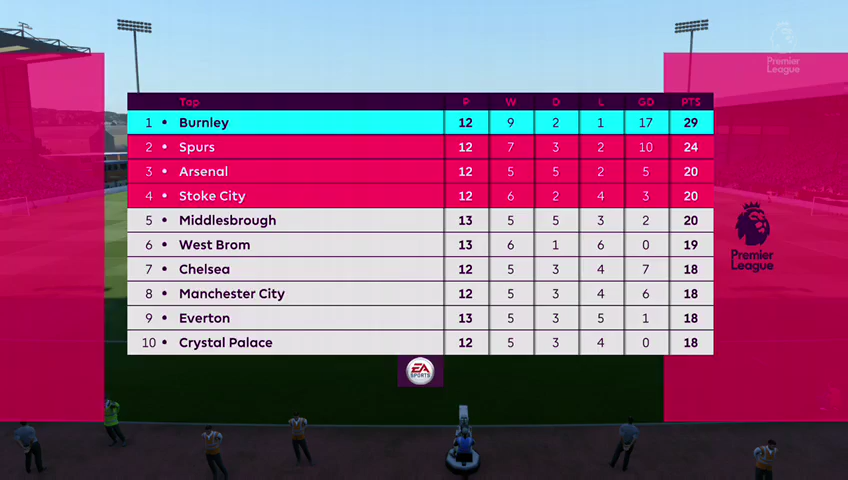 Premier
League
Top P W D L GD PTS
1 • Burnley 12 9 2 1 17 29
2 • Spurs 12 7 3 2 10 24
3 • Arsenal 12 5 5 2 5 20
4 • Stoke City 12 6 2 4 3 20
5 • Middlesbrough 13 5 5 3 2 20
6 • West Brom 13 6 1 6 0 19
7 • Chelsea 12 5 3 4 7 18
8 • Manchester City 12 5 3 4 6 18
9 • Everton 13 5 3 5 1 18
10 • Crystal Palace 12 5 3 4 0 18
Premier
League
EA
SPORTS